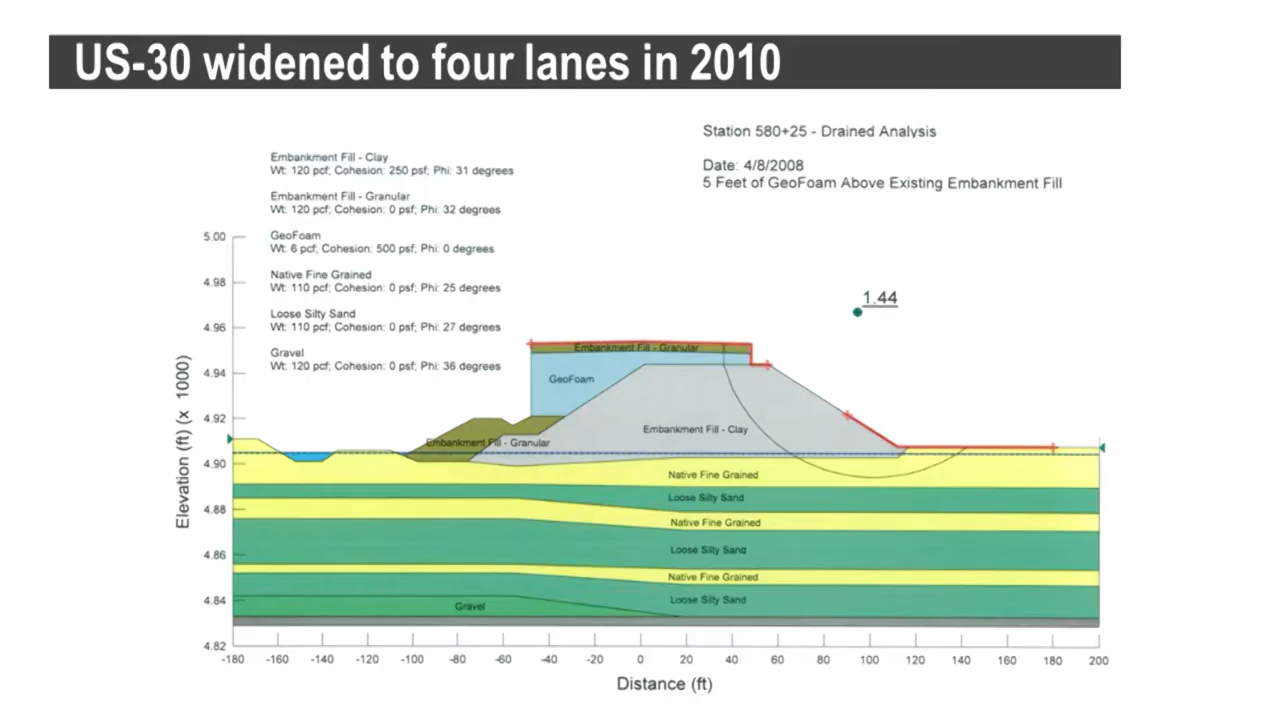 US-30 widened to four lanes in 2010
Station 580+25 - Drained Analysis
Date: 4/8/2008
5 Feet of GeoFoam Above Existing Embankment Fill
Embankment Fill - Clay
Wt: 120 pcf; Cohesion: 250 psf; Phi: 31 degrees
Embankment Fill - Granular
Wt: 120 pcf; Cohesion: 0 psf; Phi: 32 degrees
GeoFoam
Wt: 6 pcf; Cohesion: 500 psf; Phi: 0 degrees
Native Fine Grained
Wt: 110 pcf; Cohesion: 0 psf; Phi: 25 degrees
Loose Silty Sand
Wt: 110 pcf; Cohesion: 0 psf; Phi: 27 degrees
Gravel
Wt: 120 pcf; Cohesion: 0 psf; Phi: 36 degrees
1.44
Elevation (ft) (x 1000)
5.00
4.98
4.96
4.94
4.92
4.90
4.88
4.86
4.84
4.82
Embankment Fill - Granular
GeoFoam
Embankment Fill - Clay
Embankment Fill - Granular
Native Fine Grained
Loose Silty Sand
Native Fine Grained
Loose Silty Sand
Native Fine Grained
Loose Silty Sand
Gravel
-180 -160 -140 -120 -100 -80 -60 -40 -20 0 20 40 60 80 100 120 140 160 180 200
Distance (ft)